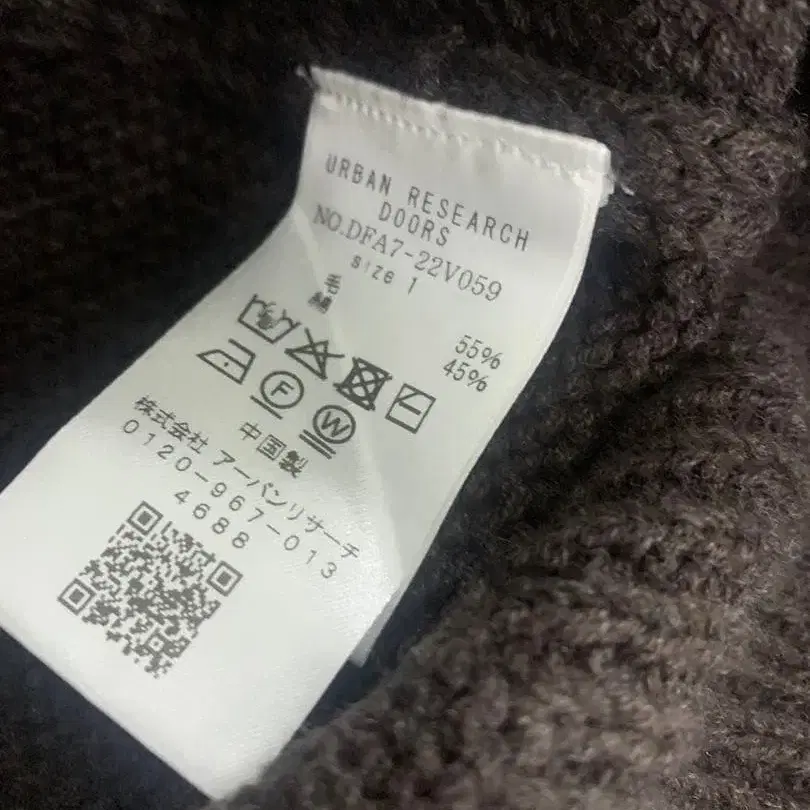 URBAN RESEARCH
DOORS
NO.DFA7-22V059
size 1
毛 55%
綿 45%
F
W
中国製
株式会社 アーバンリサーチ
0120-967-013
4688